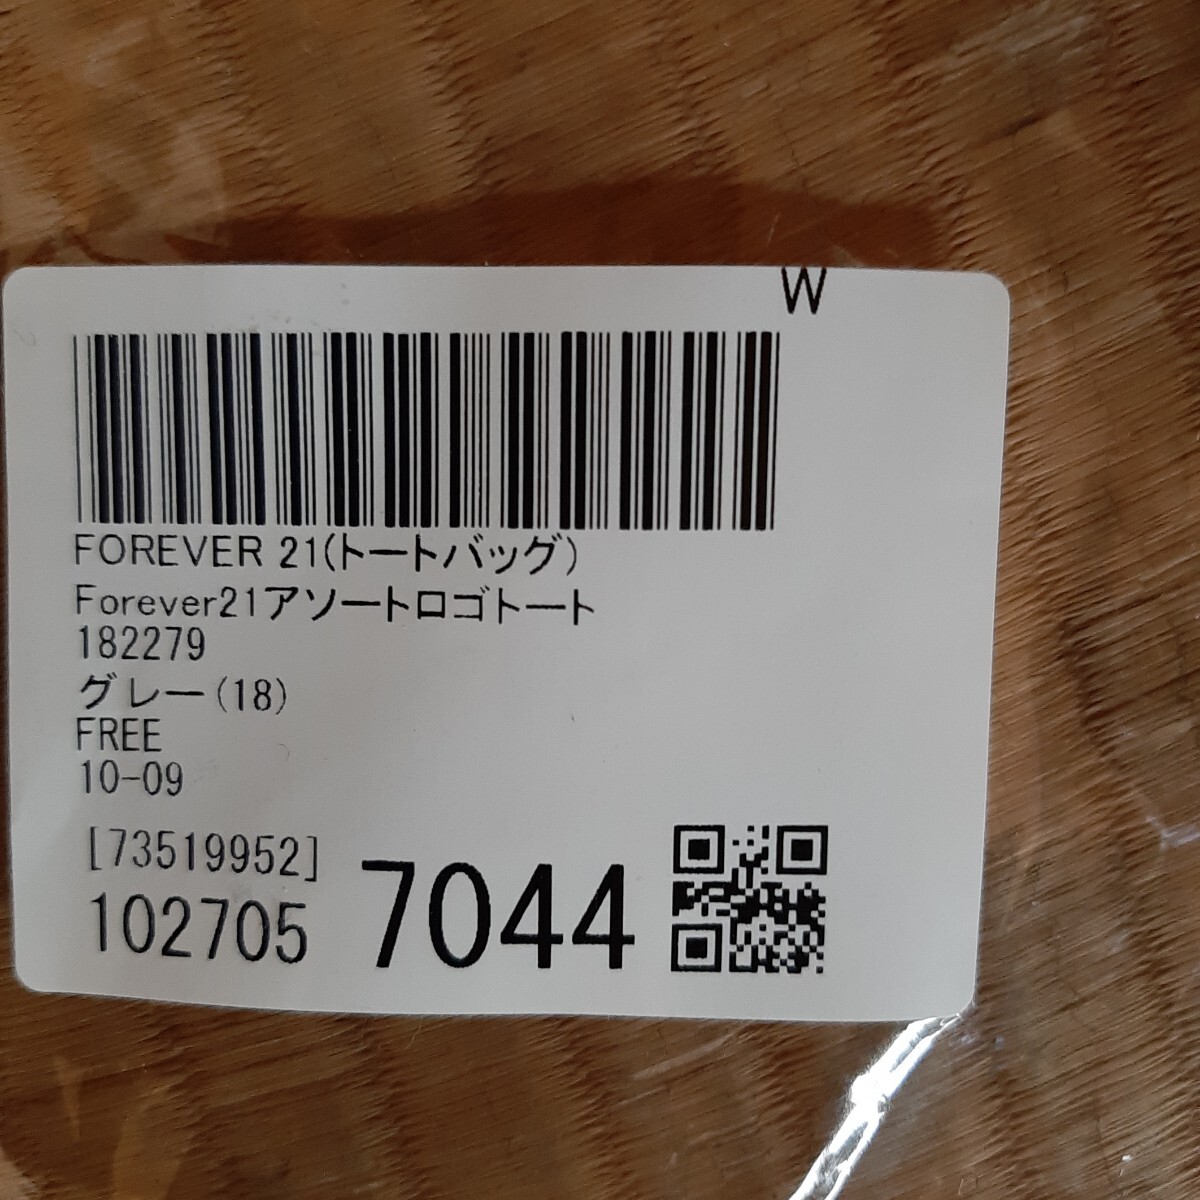 W
FOREVER 21(トートバッグ)
Forever21アソートロゴトート
182279
グレー(18)
FREE
10-09
[73519952]
102705 7044